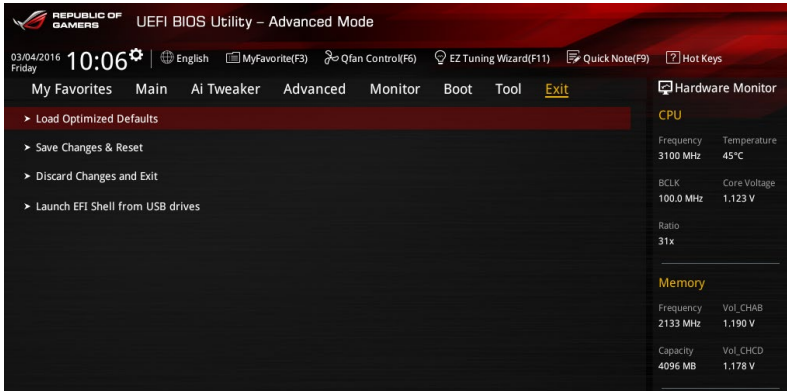 REPUBLIC OF
GAMERS
UEFI BIOS Utility – Advanced Mode
03/04/2016
Friday
10:06
English
MyFavorite(F3)
Qfan Control(F6)
EZ Tuning Wizard(F11)
Quick Note(F9)
? Hot Keys
My Favorites Main Ai Tweaker Advanced Monitor Boot Tool Exit
Hardware Monitor
> Load Optimized Defaults
> Save Changes & Reset
> Discard Changes and Exit
> Launch EFI Shell from USB drives
CPU
Frequency Temperature
3100 MHz 45°C
BCLK Core Voltage
100.0 MHz 1.123 V
Ratio
31x
Memory
Frequency Vol_CHAB
2133 MHz 1.190 V
Capacity Vol_CHCD
4096 MB 1.178 V